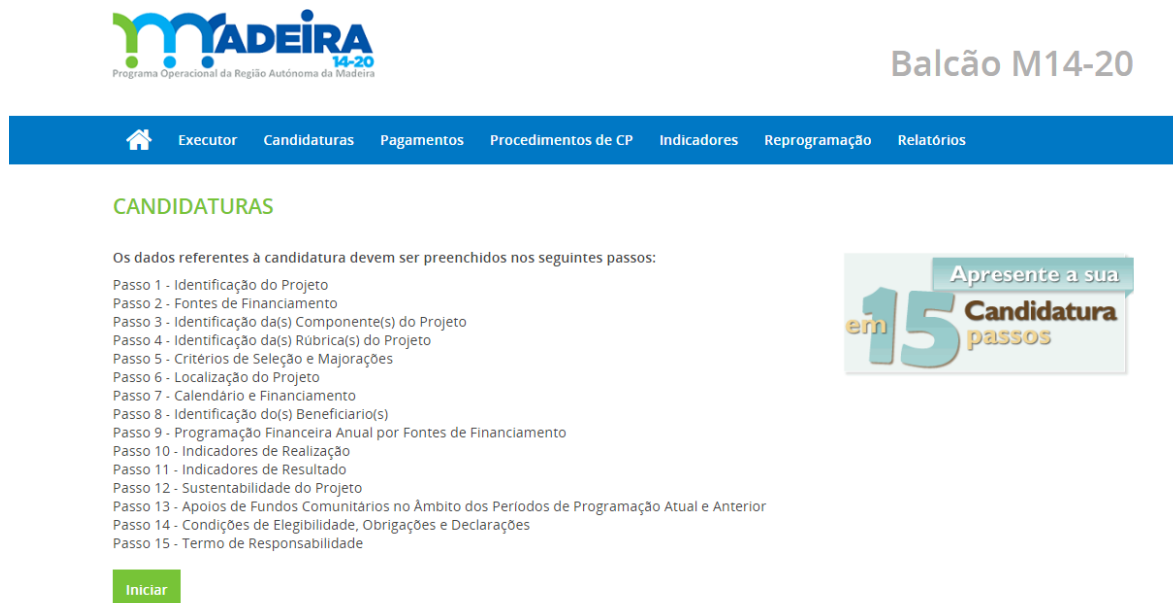 MADEIRA
14-20
Programa Operacional da Região Autónoma da Madeira
Balcão M14-20
Executor Candidaturas Pagamentos Procedimentos de CP Indicadores Reprogramação Relatórios
CANDIDATURAS
Os dados referentes à candidatura devem ser preenchidos nos seguintes passos:
Passo 1 - Identificação do Projeto
Passo 2 - Fontes de Financiamento
Passo 3 - Identificação da(s) Componente(s) do Projeto
Passo 4 - Identificação da(s) Rúbrica(s) do Projeto
Passo 5 - Critérios de Seleção e Majorações
Passo 6 - Localização do Projeto
Passo 7 - Calendário e Financiamento
Passo 8 - Identificação do(s) Beneficiario(s)
Passo 9 - Programação Financeira Anual por Fontes de Financiamento
Passo 10 - Indicadores de Realização
Passo 11 - Indicadores de Resultado
Passo 12 - Sustentabilidade do Projeto
Passo 13 - Apoios de Fundos Comunitários no Âmbito dos Períodos de Programação Atual e Anterior
Passo 14 - Condições de Elegibilidade, Obrigações e Declarações
Passo 15 - Termo de Responsabilidade
Iniciar
Apresente a sua
Candidatura
em 15 passos